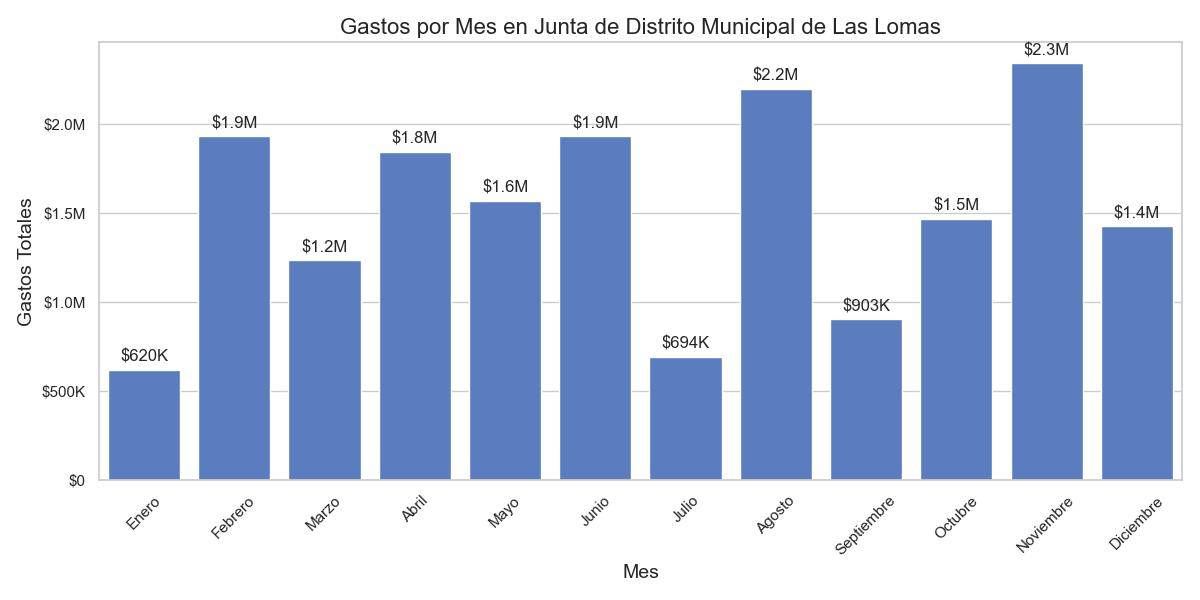 Gastos por Mes en Junta de Distrito Municipal de Las Lomas
Gastos Totales
$2.0M
$1.5M
$1.0M
$500K
$0
$620K
$1.9M
$1.2M
$1.8M
$1.6M
$1.9M
$694K
$2.2M
$903K
$1.5M
$2.3M
$1.4M
Enero
Febrero
Marzo
Abril
Mayo
Junio
Julio
Agosto
Septiembre
Octubre
Noviembre
Diciembre
Mes